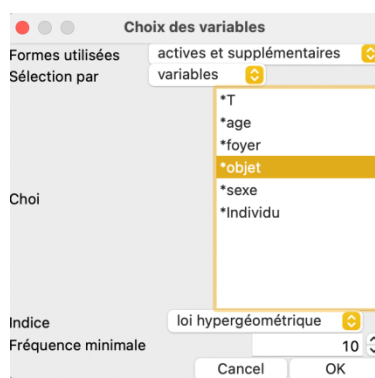 Choix des variables
Formes utilisées actives et supplémentaires
Sélection par variables
*T
*age
*foyer
*objet
*sexe
*Individu
Choi
Indice loi hypergéométrique
Fréquence minimale 10
Cancel OK